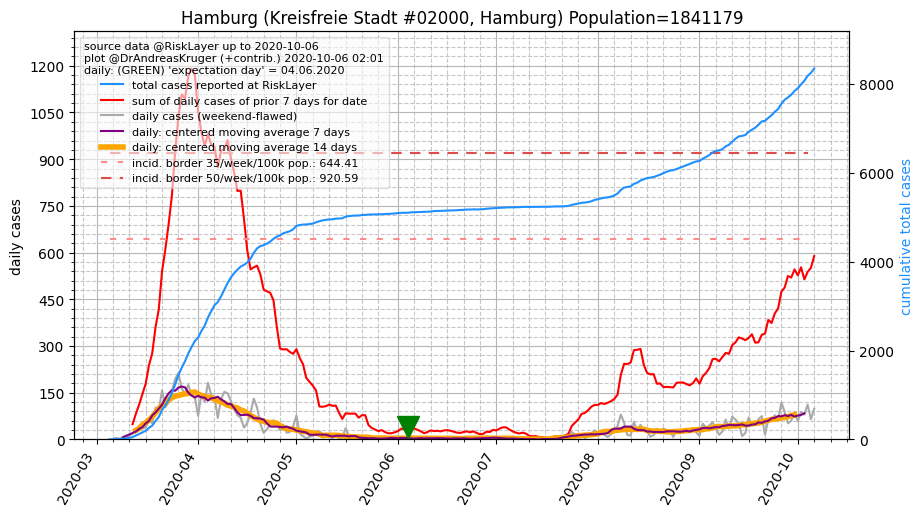 Hamburg (Kreisfreie Stadt #02000, Hamburg) Population=1841179
source data @RiskLayer up to 2020-10-06
plot @DrAndreasKruger (+contrib.) 2020-10-06 02:01
daily: (GREEN) 'expectation day' = 04.06.2020
total cases reported at RiskLayer
sum of daily cases of prior 7 days for date
daily cases (weekend-flawed)
daily: centered moving average 7 days
daily: centered moving average 14 days
incid. border 35/week/100k pop.: 644.41
incid. border 50/week/100k pop.: 920.59
daily cases
1200
1050
900
750
600
450
300
150
0
cumulative total cases
8000
6000
4000
2000
0
2020-03
2020-04
2020-05
2020-06
2020-07
2020-08
2020-09
2020-10